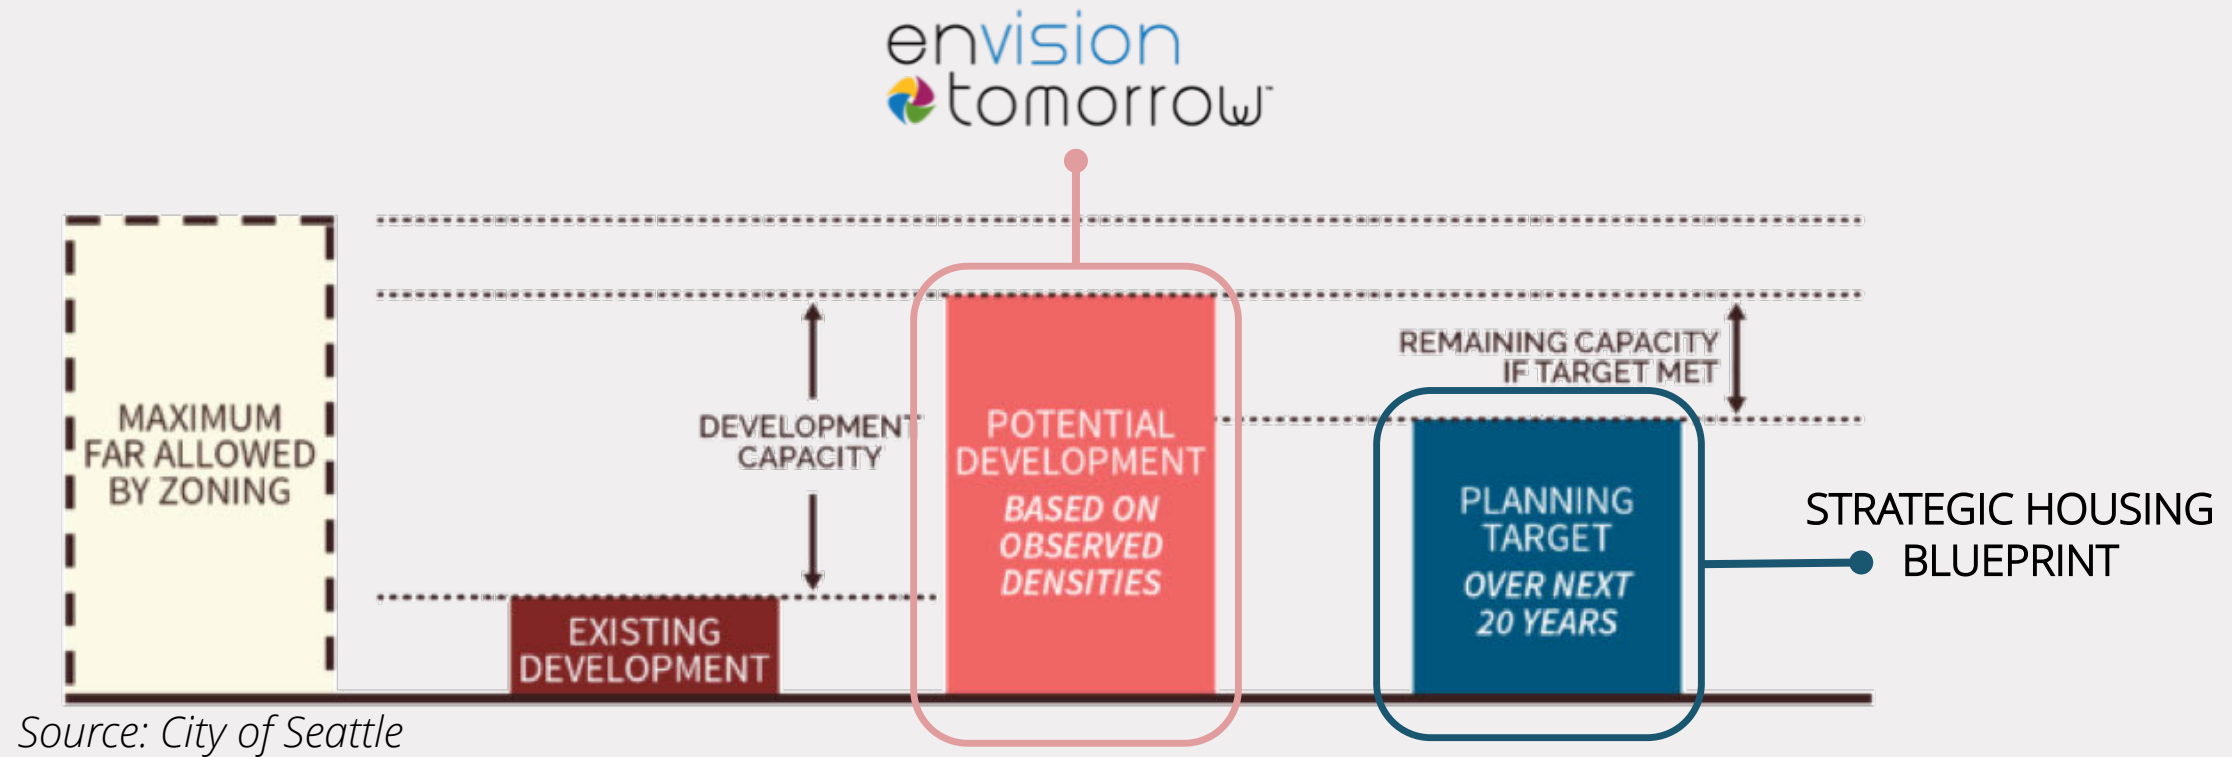 envision
tomorrow™
MAXIMUM
FAR ALLOWED
BY ZONING
EXISTING
DEVELOPMENT
DEVELOPMENT
CAPACITY
POTENTIAL
DEVELOPMENT
BASED ON
OBSERVED
DENSITIES
REMAINING CAPACITY
IF TARGET MET
PLANNING
TARGET
OVER NEXT
20 YEARS
STRATEGIC HOUSING
BLUEPRINT
Source: City of Seattle